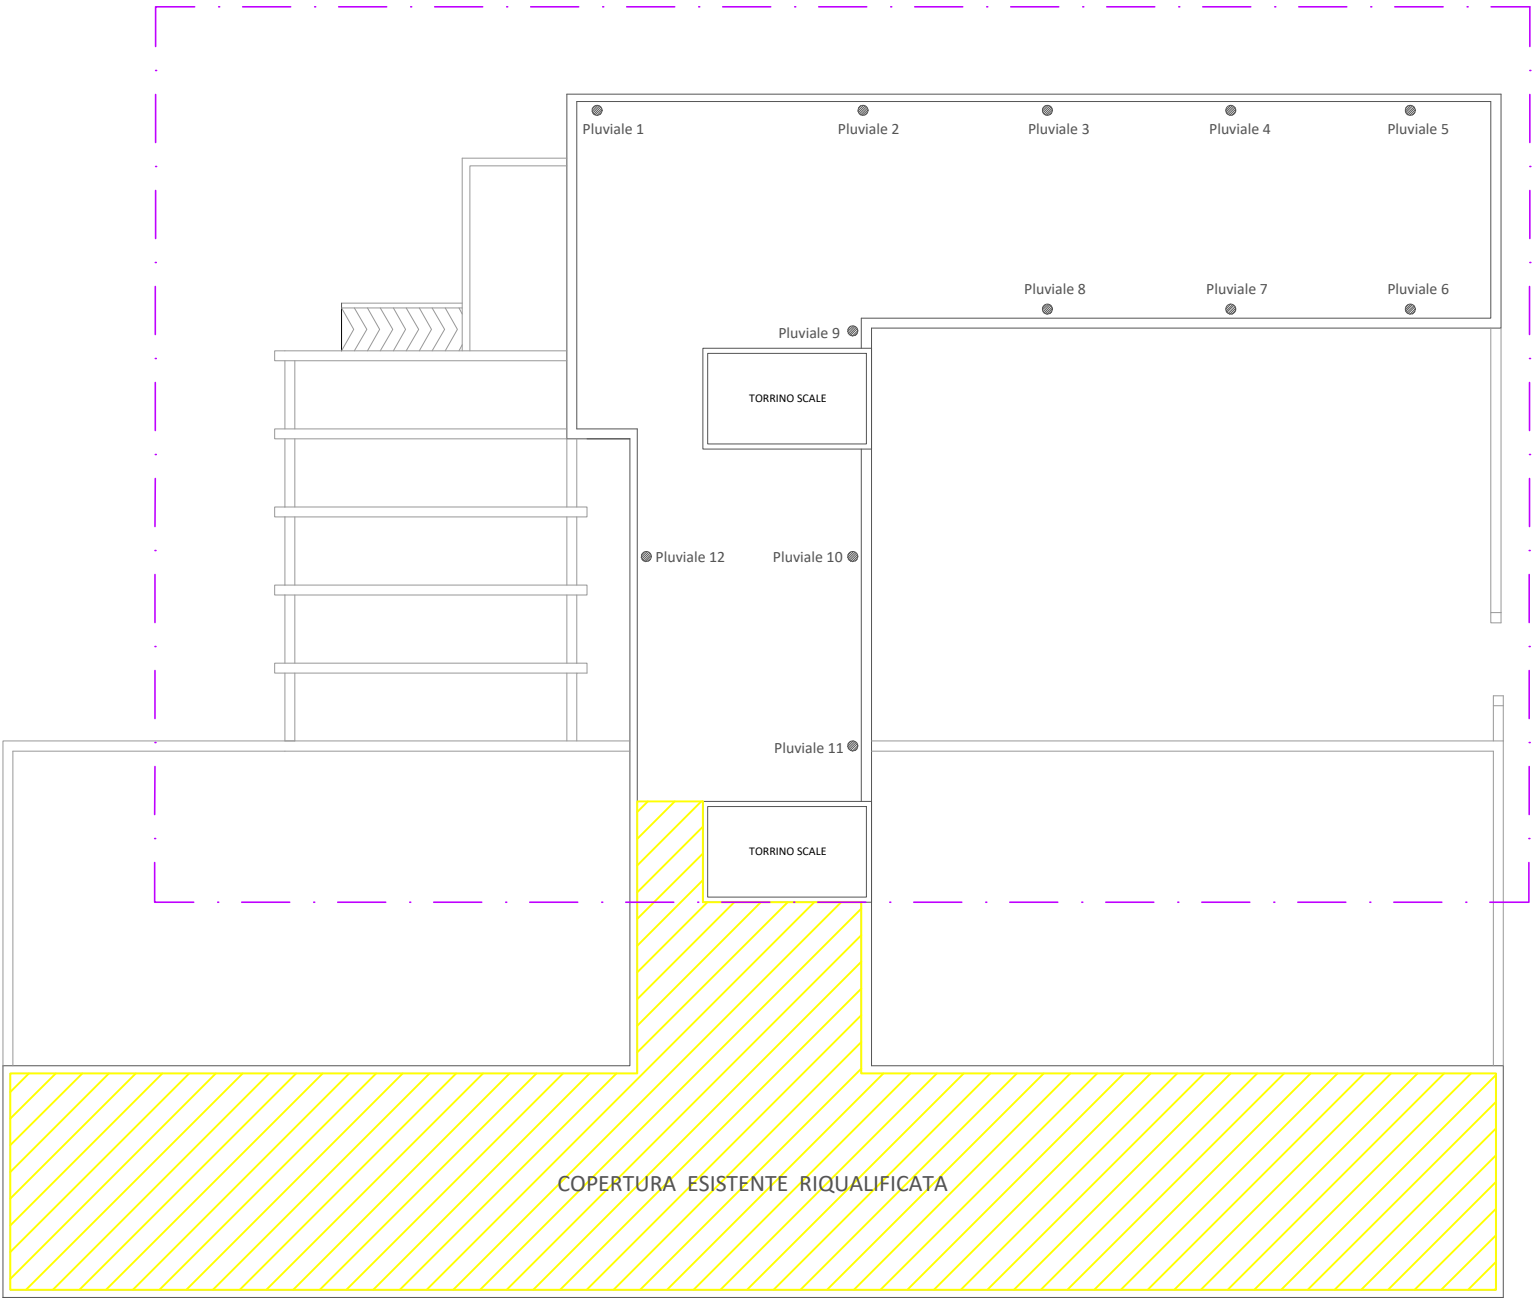 Pluviale 1
Pluviale 2
Pluviale 3
Pluviale 4
Pluviale 5
Pluviale 8
Pluviale 7
Pluviale 6
Pluviale 9
TORRINO SCALE
Pluviale 12
Pluviale 10
Pluviale 11
TORRINO SCALE
COPERTURA ESISTENTE RIQUALIFICATA